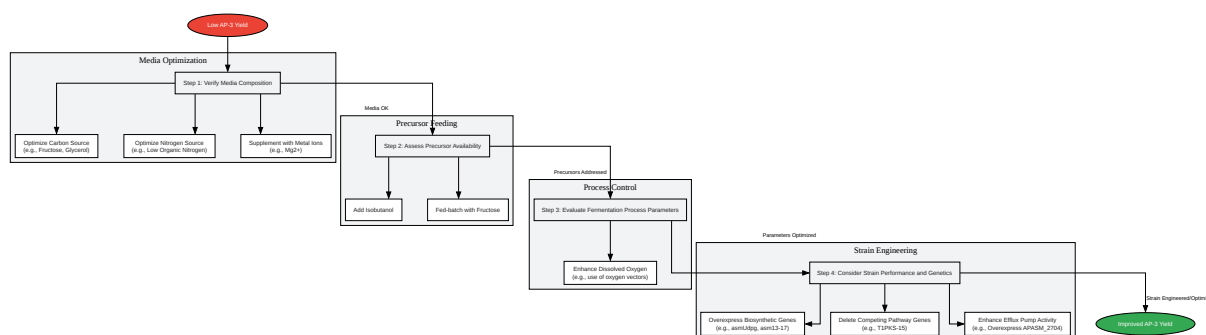 Low AP-3 Yield
Media Optimization
Step 1: Verify Media Composition
Optimize Carbon Source
(e.g., Fructose, Glycerol)
Optimize Nitrogen Source
(e.g., Low Organic Nitrogen)
Supplement with Metal Ions
(e.g., Mg2+)
Media OK
Precursor Feeding
Step 2: Assess Precursor Availability
Add Isobutanol
Fed-batch with Fructose
Precursors Addressed
Process Control
Step 3: Evaluate Fermentation Process Parameters
Enhance Dissolved Oxygen
(e.g., use of oxygen vectors)
Parameters Optimized
Strain Engineering
Step 4: Consider Strain Performance and Genetics
Overexpress Biosynthetic Genes
(e.g., asmUdpg, asm13-17)
Delete Competing Pathway Genes
(e.g., T1PKS-15)
Enhance Efflux Pump Activity
(e.g., Overexpress APASM_2704)
Strain Engineered/Optimi
Improved AP-3 Yield